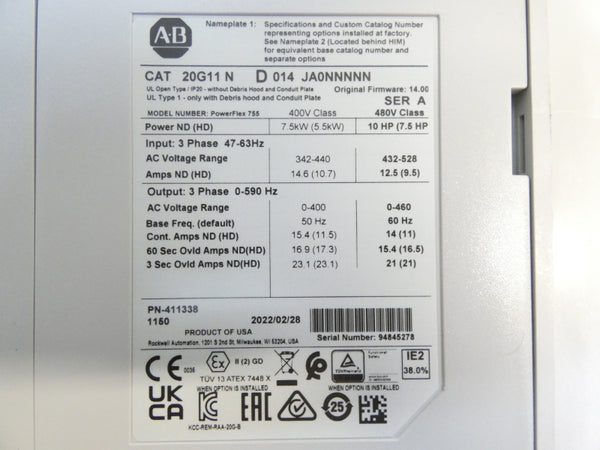 A-B
Nameplate 1: Specifications and Custom Catalog Number
representing options installed at factory.
See Nameplate 2 (Located behind HIM)
for equivalent base catalog number and
separate options
CAT 20G11 N D 014 JA0NNNNN
UL Open Type / IP20 - without Debris Hood and Conduit Plate Original Firmware: 14.00
UL Type 1 - only with Debris hood and Conduit Plate SER A
MODEL NUMBER: PowerFlex 755 400V Class 480V Class
Power ND (HD) 7.5kW (5.5kW) 10 HP (7.5 HP
Input: 3 Phase 47-63Hz
AC Voltage Range 342-440 432-528
Amps ND (HD) 14.6 (10.7) 12.5 (9.5)
Output: 3 Phase 0-590 Hz
AC Voltage Range 0-400 0-460
Base Freq. (default) 50 Hz 60 Hz
Cont. Amps ND (HD) 15.4 (11.5) 14 (11)
60 Sec Ovld Amps ND(HD) 16.9 (17.3) 15.4 (16.5)
3 Sec Ovld Amps ND(HD) 23.1 (23.1) 21 (21)
PN-411338
1150 2022/02/28
PRODUCT OF USA
Rockwell Automation, 1201 S 2nd St, Milwaukee, WI 53204, USA
Serial Number: 94845278
CE Ex II (2) GD
TÜV 13 ATEX 7448 X
WHEN OPTION IS INSTALLED
TÜVRheinland
Functional
Safety
WHEN OPTION IS INSTALLED
IE2
38.0%
UK
CA
EAC
25
KCC-REM-RAA-20G-B